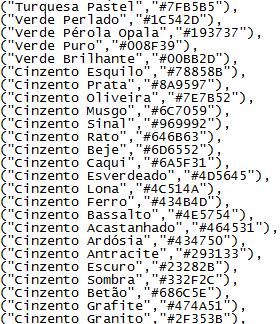 ("Turquesa Pastel","#7FB5B5"),
("Verde Perlado","#1C542D"),
("Verde Pérola Opala","#193737"),
("Verde Puro","#008F39"),
("Verde Brilhante","#00BB2D"),
("Cinzento Esquilo","#78858B"),
("Cinzento Prata","#8A9597"),
("Cinzento Oliveira","#7E7B52"),
("Cinzento Musgo","#6C7059"),
("Cinzento Sinal","#969992"),
("Cinzento Rato","#646B63"),
("Cinzento Beje","#6D6552"),
("Cinzento Caqui","#6A5F31"),
("Cinzento Esverdeado","#4D5645"),
("Cinzento Lona","#4C514A"),
("Cinzento Ferro","#434B4D"),
("Cinzento Bassalto","#4E5754"),
("Cinzento Acastanhado","#464531"),
("Cinzento Ardósia","#434750"),
("Cinzento Antracite","#293133"),
("Cinzento Escuro","#23282B"),
("Cinzento Sombra","#332F2C"),
("Cinzento Betão","#686C5E"),
("Cinzento Grafite","#474A51"),
("Cinzento Granito","#2F353B"),